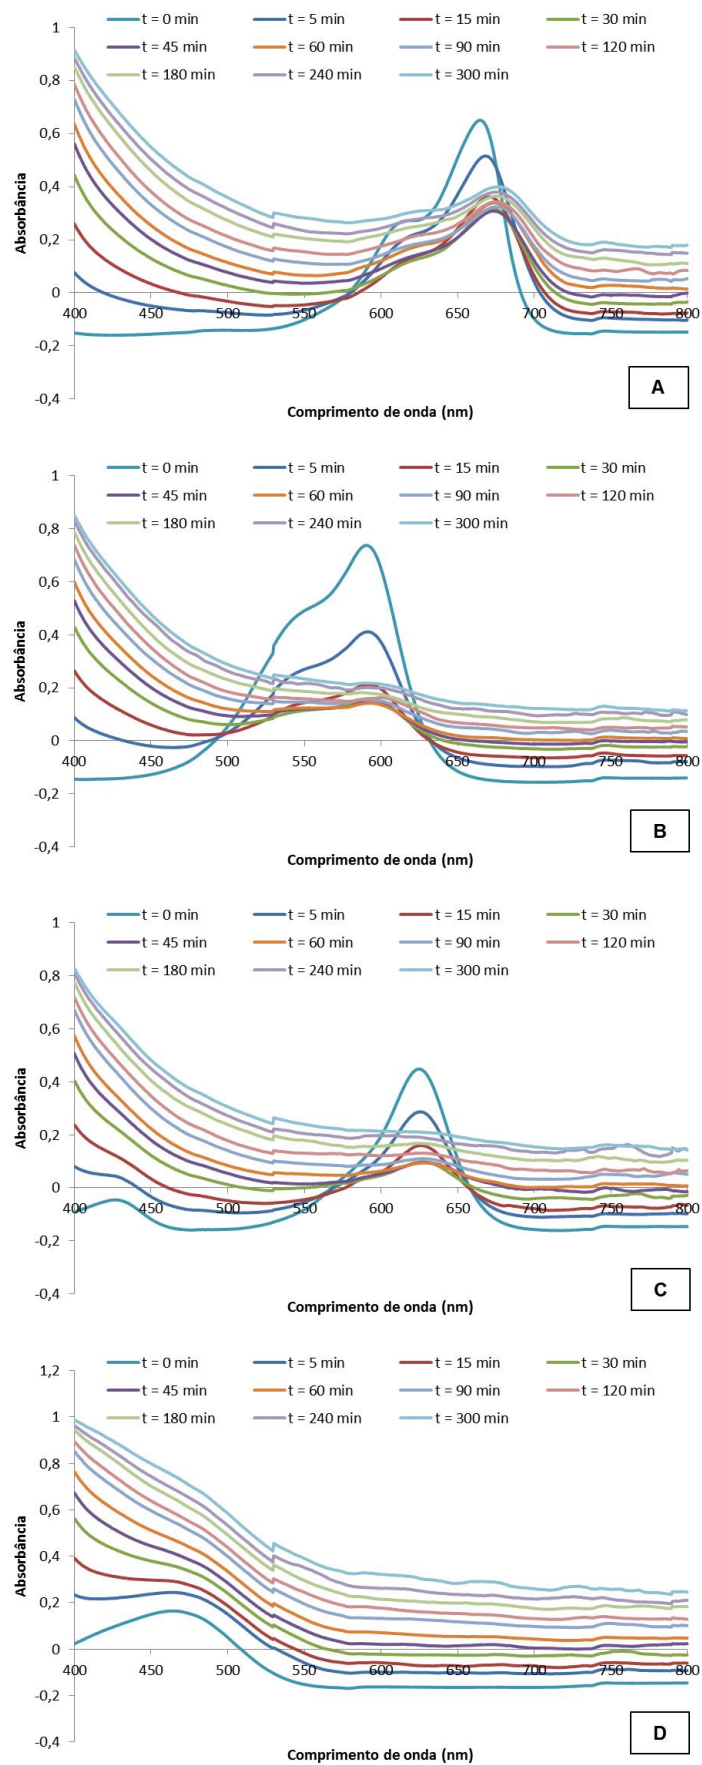 1
0,8
0,6
0,4
0,2
0
-0,2
-0,4
Absorbância
t = 0 min t = 5 min t = 15 min t = 30 min
t = 45 min t = 60 min t = 90 min t = 120 min
t = 180 min t = 240 min t = 300 min
400 450 500 550 600 650 700 750 800
Comprimento de onda (nm)
A
1
0,8
0,6
0,4
0,2
0
-0,2
-0,4
Absorbância
t = 0 min t = 5 min t = 15 min t = 30 min
t = 45 min t = 60 min t = 90 min t = 120 min
t = 180 min t = 240 min t = 300 min
400 450 500 550 600 650 700 750 800
Comprimento de onda (nm)
B
1
0,8
0,6
0,4
0,2
0
-0,2
-0,4
Absorbância
t = 0 min t = 5 min t = 15 min t = 30 min
t = 45 min t = 60 min t = 90 min t = 120 min
t = 180 min t = 240 min t = 300 min
400 450 500 550 600 650 700 750 800
Comprimento de onda (nm)
C
1,2
1
0,8
0,6
0,4
0,2
0
-0,2
-0,4
Absorbância
t = 0 min t = 5 min t = 15 min t = 30 min
t = 45 min t = 60 min t = 90 min t = 120 min
t = 180 min t = 240 min t = 300 min
400 450 500 550 600 650 700 750 800
Comprimento de onda (nm)
D